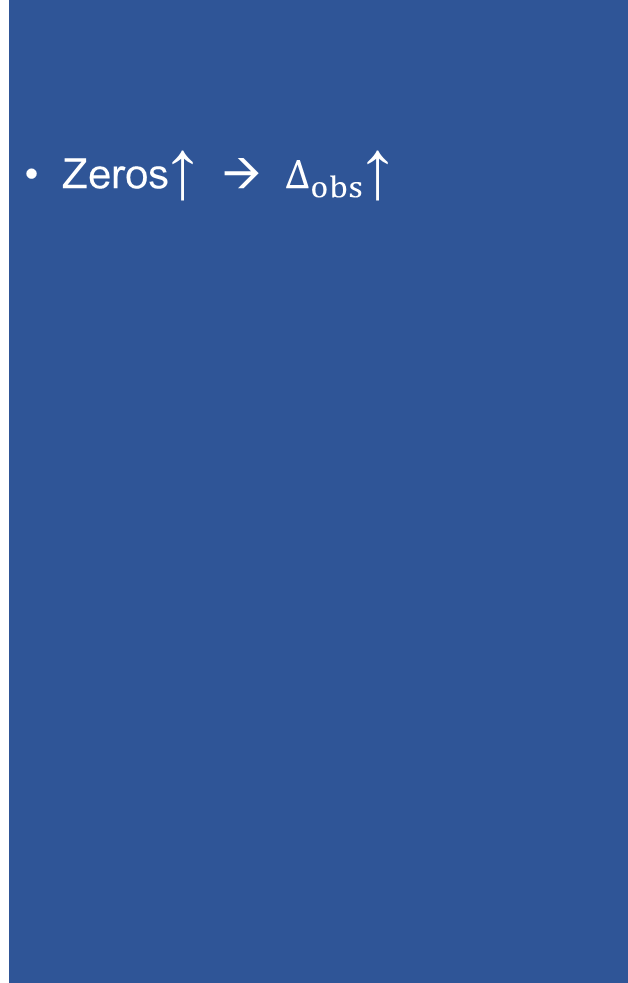 • Zeros↑ → Δobs↑